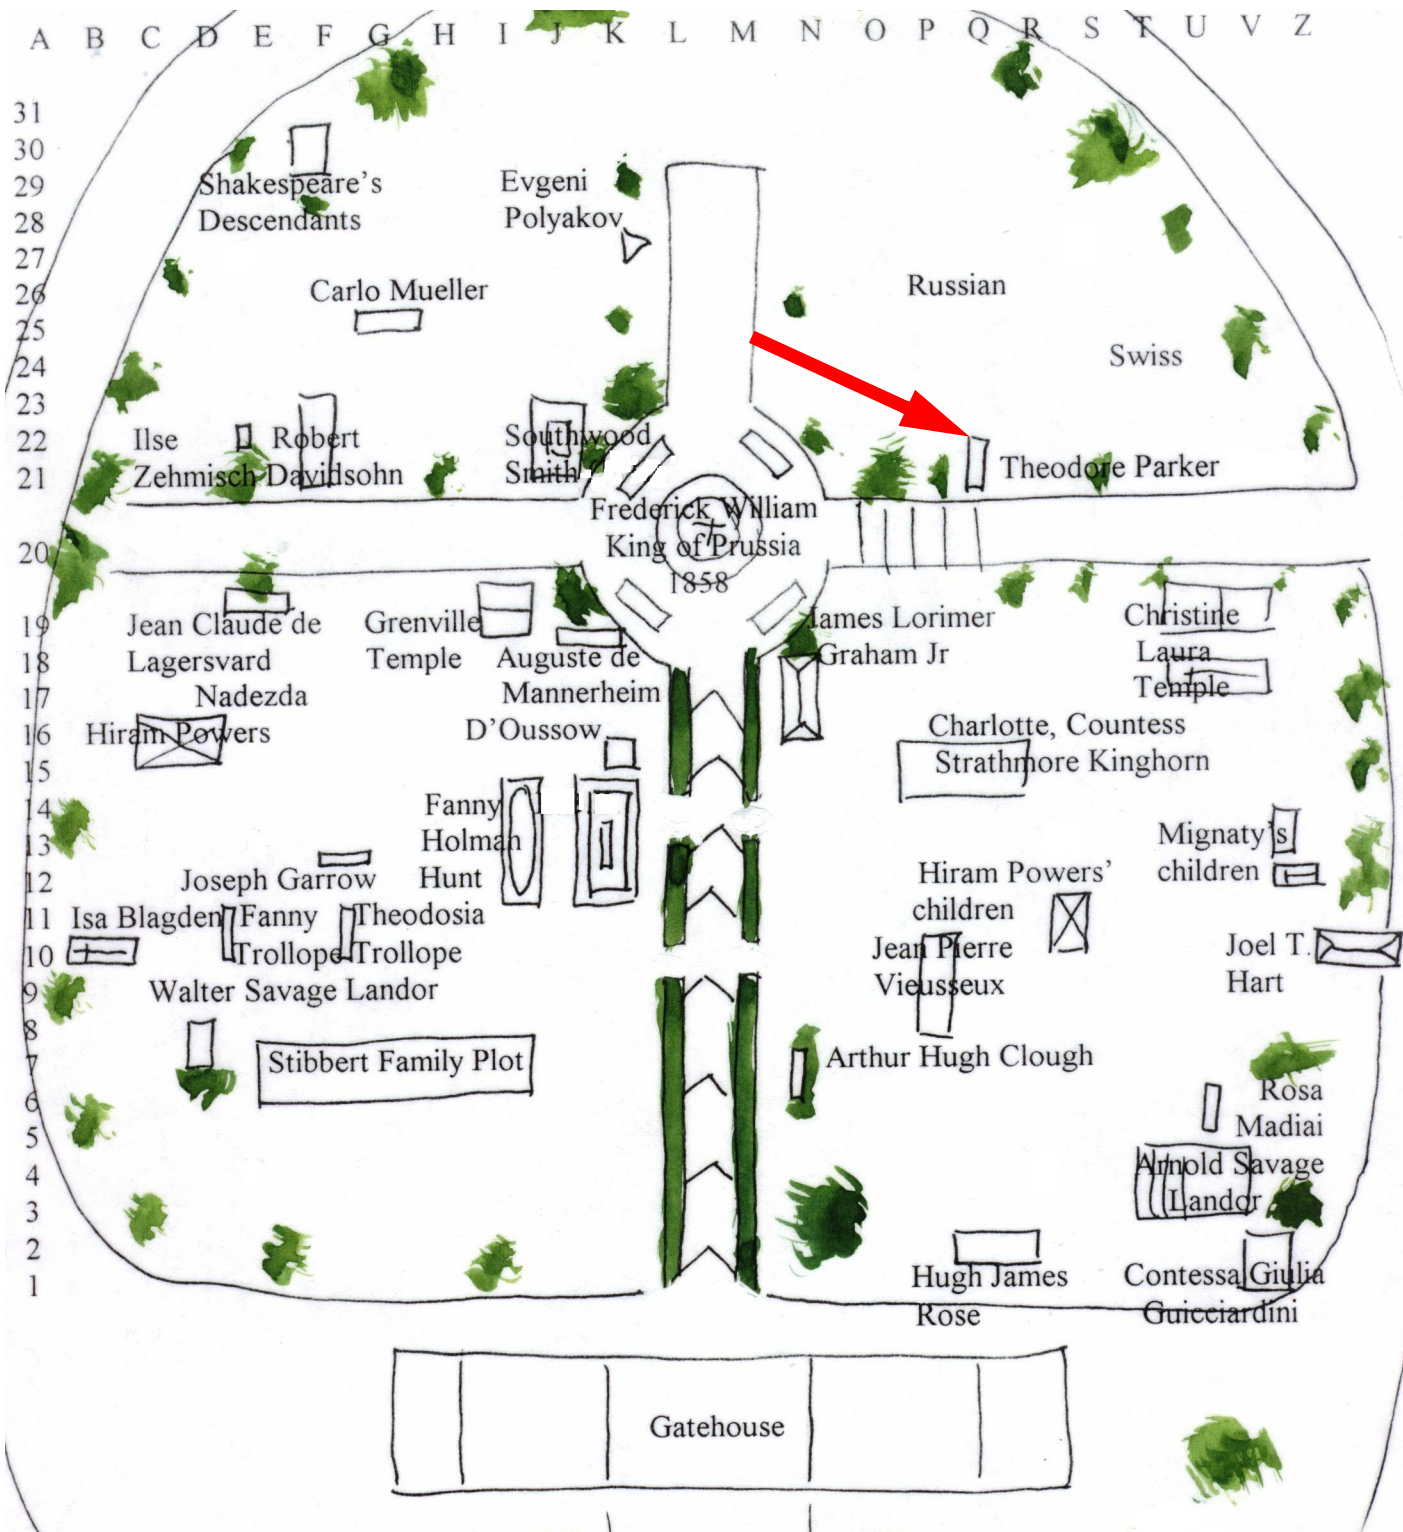 A B C D E F G H I J K L M N O P Q R S T U V Z
31
30
29
28
27
26
25
24
23
22
21
20
19
18
17
16
15
14
13
12
11
10
9
8
7
6
5
4
3
2
1
Shakespeare's
Descendants
Evgeni
Polyakov
Carlo Mueller
Russian
Swiss
Ilse
Zehmisch
Robert
Davidsohn
Southwood
Smith
Theodore Parker
Frederick William
King of Prussia
1858
Jean Claude de
Lagersvard
Grenville
Temple
Auguste de
Mannerheim
James Lorimer
Graham Jr
Christine
Laura
Temple
Nadezda
Hiram Powers
D'Oussow
Charlotte, Countess
Strathmore Kinghorn
Fanny
Holman
Hunt
Mignaty's
children
Joseph Garrow
Hiram Powers'
children
Isa Blagden
Fanny
Trollope
Theodosia
Trollope
Jean Pierre
Vieusseux
Joel T.
Hart
Walter Savage Landor
Stibbert Family Plot
Arthur Hugh Clough
Rosa
Madiai
Arnold Savage
Landor
Hugh James
Rose
Contessa Giulia
Guicciardini
Gatehouse